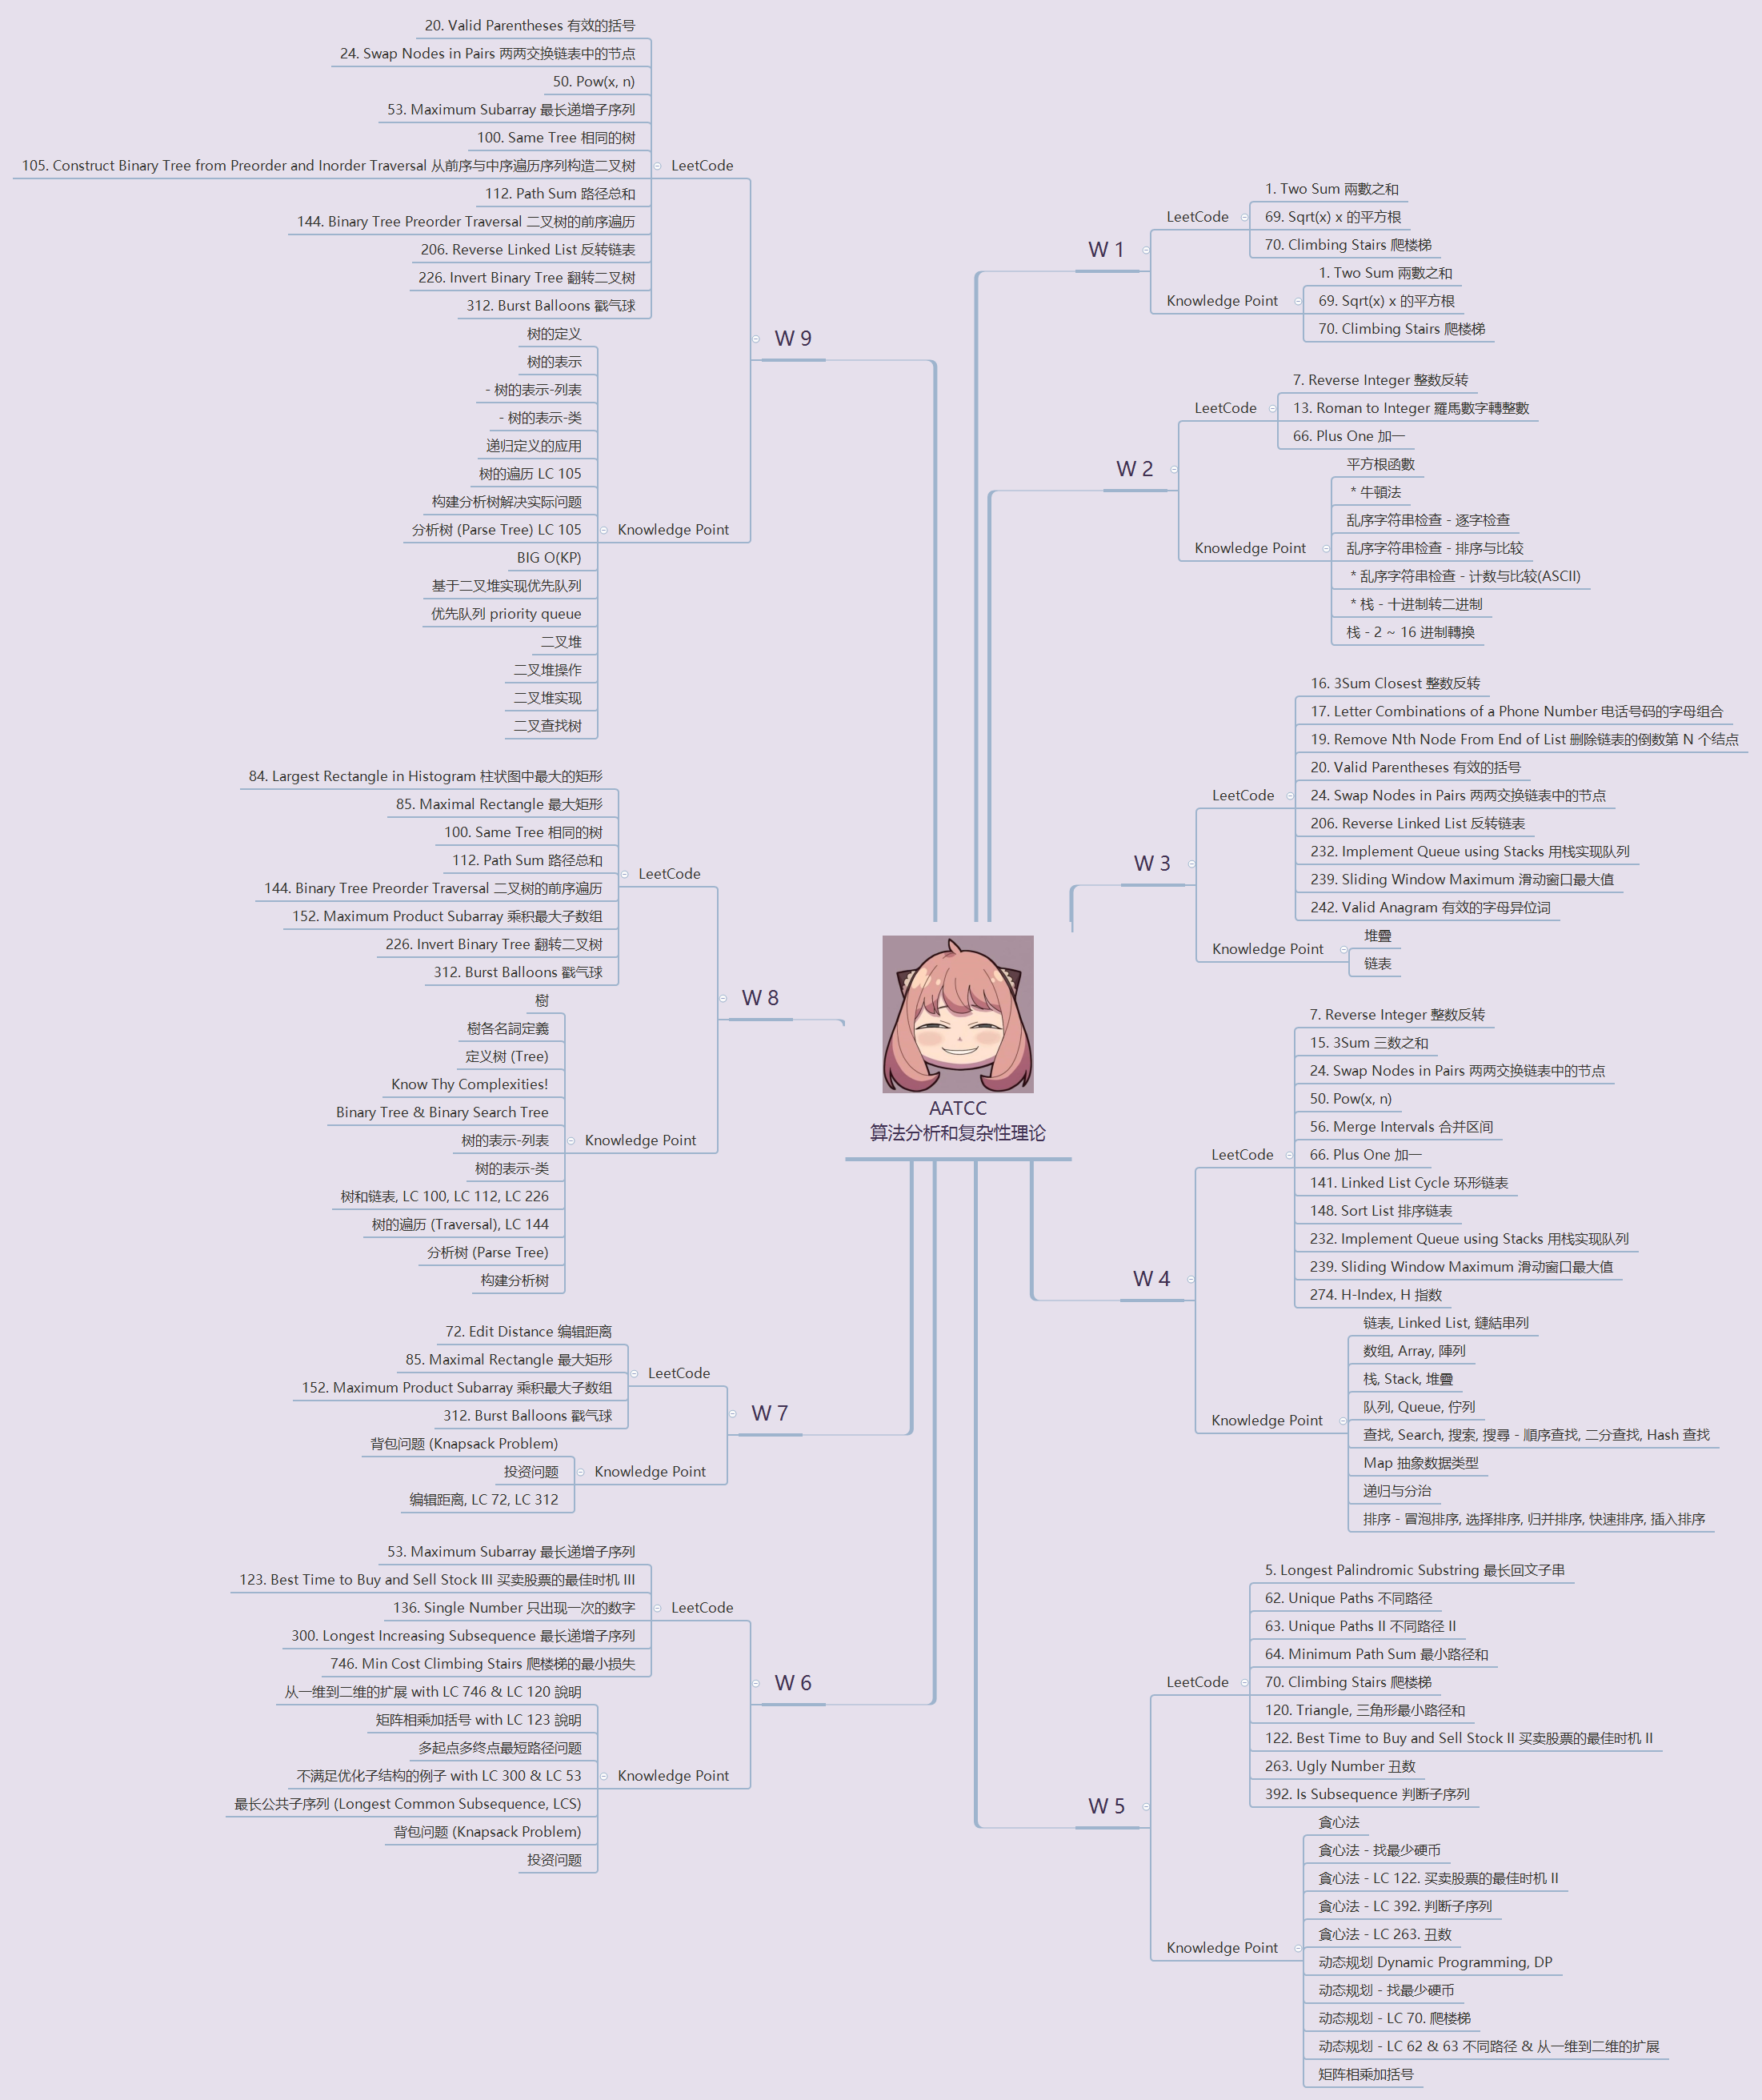 AATCC
算法分析和复杂性理论
W 1
LeetCode
1. Two Sum 兩數之和
69. Sqrt(x) x 的平方根
70. Climbing Stairs 爬楼梯
Knowledge Point
1. Two Sum 兩數之和
69. Sqrt(x) x 的平方根
70. Climbing Stairs 爬楼梯
W 2
LeetCode
7. Reverse Integer 整数反转
13. Roman to Integer 羅馬數字轉整數
66. Plus One 加一
Knowledge Point
平方根函數
* 牛頓法
乱序字符串检查 - 逐字检查
乱序字符串检查 - 排序与比较
* 乱序字符串检查 - 计数与比较(ASCII)
* 栈 - 十进制转二进制
栈 - 2 ~ 16 进制轉換
W 3
LeetCode
16. 3Sum Closest 整数反转
17. Letter Combinations of a Phone Number 电话号码的字母组合
19. Remove Nth Node From End of List 删除链表的倒数第 N 个结点
20. Valid Parentheses 有效的括号
24. Swap Nodes in Pairs 两两交换链表中的节点
206. Reverse Linked List 反转链表
232. Implement Queue using Stacks 用栈实现队列
239. Sliding Window Maximum 滑动窗口最大值
242. Valid Anagram 有效的字母异位词
Knowledge Point
堆疊
链表
W 4
LeetCode
7. Reverse Integer 整数反转
15. 3Sum 三数之和
24. Swap Nodes in Pairs 两两交换链表中的节点
50. Pow(x, n)
56. Merge Intervals 合并区间
66. Plus One 加一
141. Linked List Cycle 环形链表
148. Sort List 排序链表
232. Implement Queue using Stacks 用栈实现队列
239. Sliding Window Maximum 滑动窗口最大值
274. H-Index, H 指数
Knowledge Point
链表, Linked List, 鏈結串列
数组, Array, 陣列
栈, Stack, 堆疊
队列, Queue, 佇列
查找, Search, 搜索, 搜尋 - 順序查找, 二分查找, Hash 查找
Map 抽象数据类型
递归与分治
排序 - 冒泡排序, 选择排序, 归并排序, 快速排序, 插入排序
W 5
LeetCode
5. Longest Palindromic Substring 最长回文子串
62. Unique Paths 不同路径
63. Unique Paths II 不同路径 II
64. Minimum Path Sum 最小路径和
70. Climbing Stairs 爬楼梯
120. Triangle, 三角形最小路径和
122. Best Time to Buy and Sell Stock II 买卖股票的最佳时机 II
263. Ugly Number 丑数
392. Is Subsequence 判断子序列
Knowledge Point
貪心法
貪心法 - 找最少硬币
貪心法 - LC 122. 买卖股票的最佳时机 II
貪心法 - LC 392. 判断子序列
貪心法 - LC 263. 丑数
动态规划 Dynamic Programming, DP
动态规划 - 找最少硬币
动态规划 - LC 70. 爬楼梯
动态规划 - LC 62 & 63 不同路径 & 从一维到二维的扩展
矩阵相乘加括号
W 6
LeetCode
53. Maximum Subarray 最长递增子序列
123. Best Time to Buy and Sell Stock III 买卖股票的最佳时机 III
136. Single Number 只出现一次的数字
300. Longest Increasing Subsequence 最长递增子序列
746. Min Cost Climbing Stairs 爬楼梯的最小损失
Knowledge Point
从一维到二维的扩展 with LC 746 & LC 120 說明
矩阵相乘加括号 with LC 123 說明
多起点多终点最短路径问题
不满足优化子结构的例子 with LC 300 & LC 53
最长公共子序列 (Longest Common Subsequence, LCS)
背包问题 (Knapsack Problem)
投资问题
W 7
LeetCode
72. Edit Distance 编辑距离
85. Maximal Rectangle 最大矩形
152. Maximum Product Subarray 乘积最大子数组
312. Burst Balloons 戳气球
Knowledge Point
背包问题 (Knapsack Problem)
投资问题
编辑距离, LC 72, LC 312
W 8
LeetCode
84. Largest Rectangle in Histogram 柱状图中最大的矩形
85. Maximal Rectangle 最大矩形
100. Same Tree 相同的树
112. Path Sum 路径总和
144. Binary Tree Preorder Traversal 二叉树的前序遍历
152. Maximum Product Subarray 乘积最大子数组
226. Invert Binary Tree 翻转二叉树
312. Burst Balloons 戳气球
Knowledge Point
樹
樹各名詞定義
定义树 (Tree)
Know Thy Complexities!
Binary Tree & Binary Search Tree
树的表示-列表
树的表示-类
树和链表, LC 100, LC 112, LC 226
树的遍历 (Traversal), LC 144
分析树 (Parse Tree)
构建分析树
W 9
LeetCode
20. Valid Parentheses 有效的括号
24. Swap Nodes in Pairs 两两交换链表中的节点
50. Pow(x, n)
53. Maximum Subarray 最长递增子序列
100. Same Tree 相同的树
105. Construct Binary Tree from Preorder and Inorder Traversal 从前序与中序遍历序列构造二叉树
112. Path Sum 路径总和
144. Binary Tree Preorder Traversal 二叉树的前序遍历
206. Reverse Linked List 反转链表
226. Invert Binary Tree 翻转二叉树
312. Burst Balloons 戳气球
Knowledge Point
树的定义
树的表示
- 树的表示-列表
- 树的表示-类
递归定义的应用
树的遍历 LC 105
构建分析树解决实际问题
分析树 (Parse Tree) LC 105
BIG O(KP)
基于二叉堆实现优先队列
优先队列 priority queue
二叉堆
二叉堆操作
二叉堆实现
二叉查找树